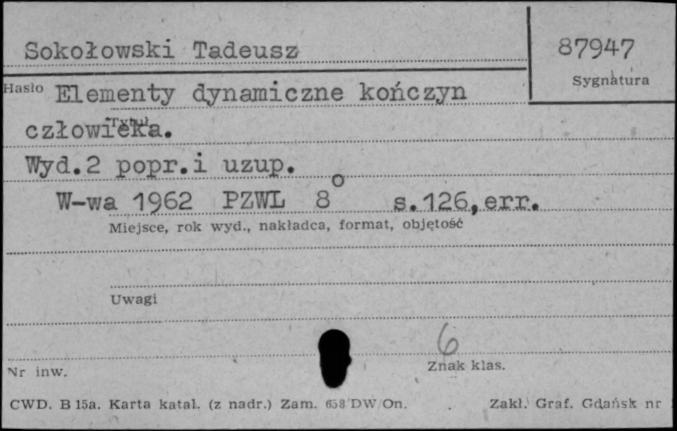 Sokołowski Tadeusz
87947
Sygnatura
Hasło
Elementy dynamiczne kończyn
Tytuł
człowieka.
Wyd.2 popr.i uzup.
W-wa 1962 PZWL 8° s.126,err.
Miejsce, rok wyd., nakładca, format, objętość
Uwagi
6
Nr inw.
Znak klas.
CWD. B 15a. Karta katal. (z nadr.) Zam. 658/DW/On. Zakł. Graf. Gdańsk nr